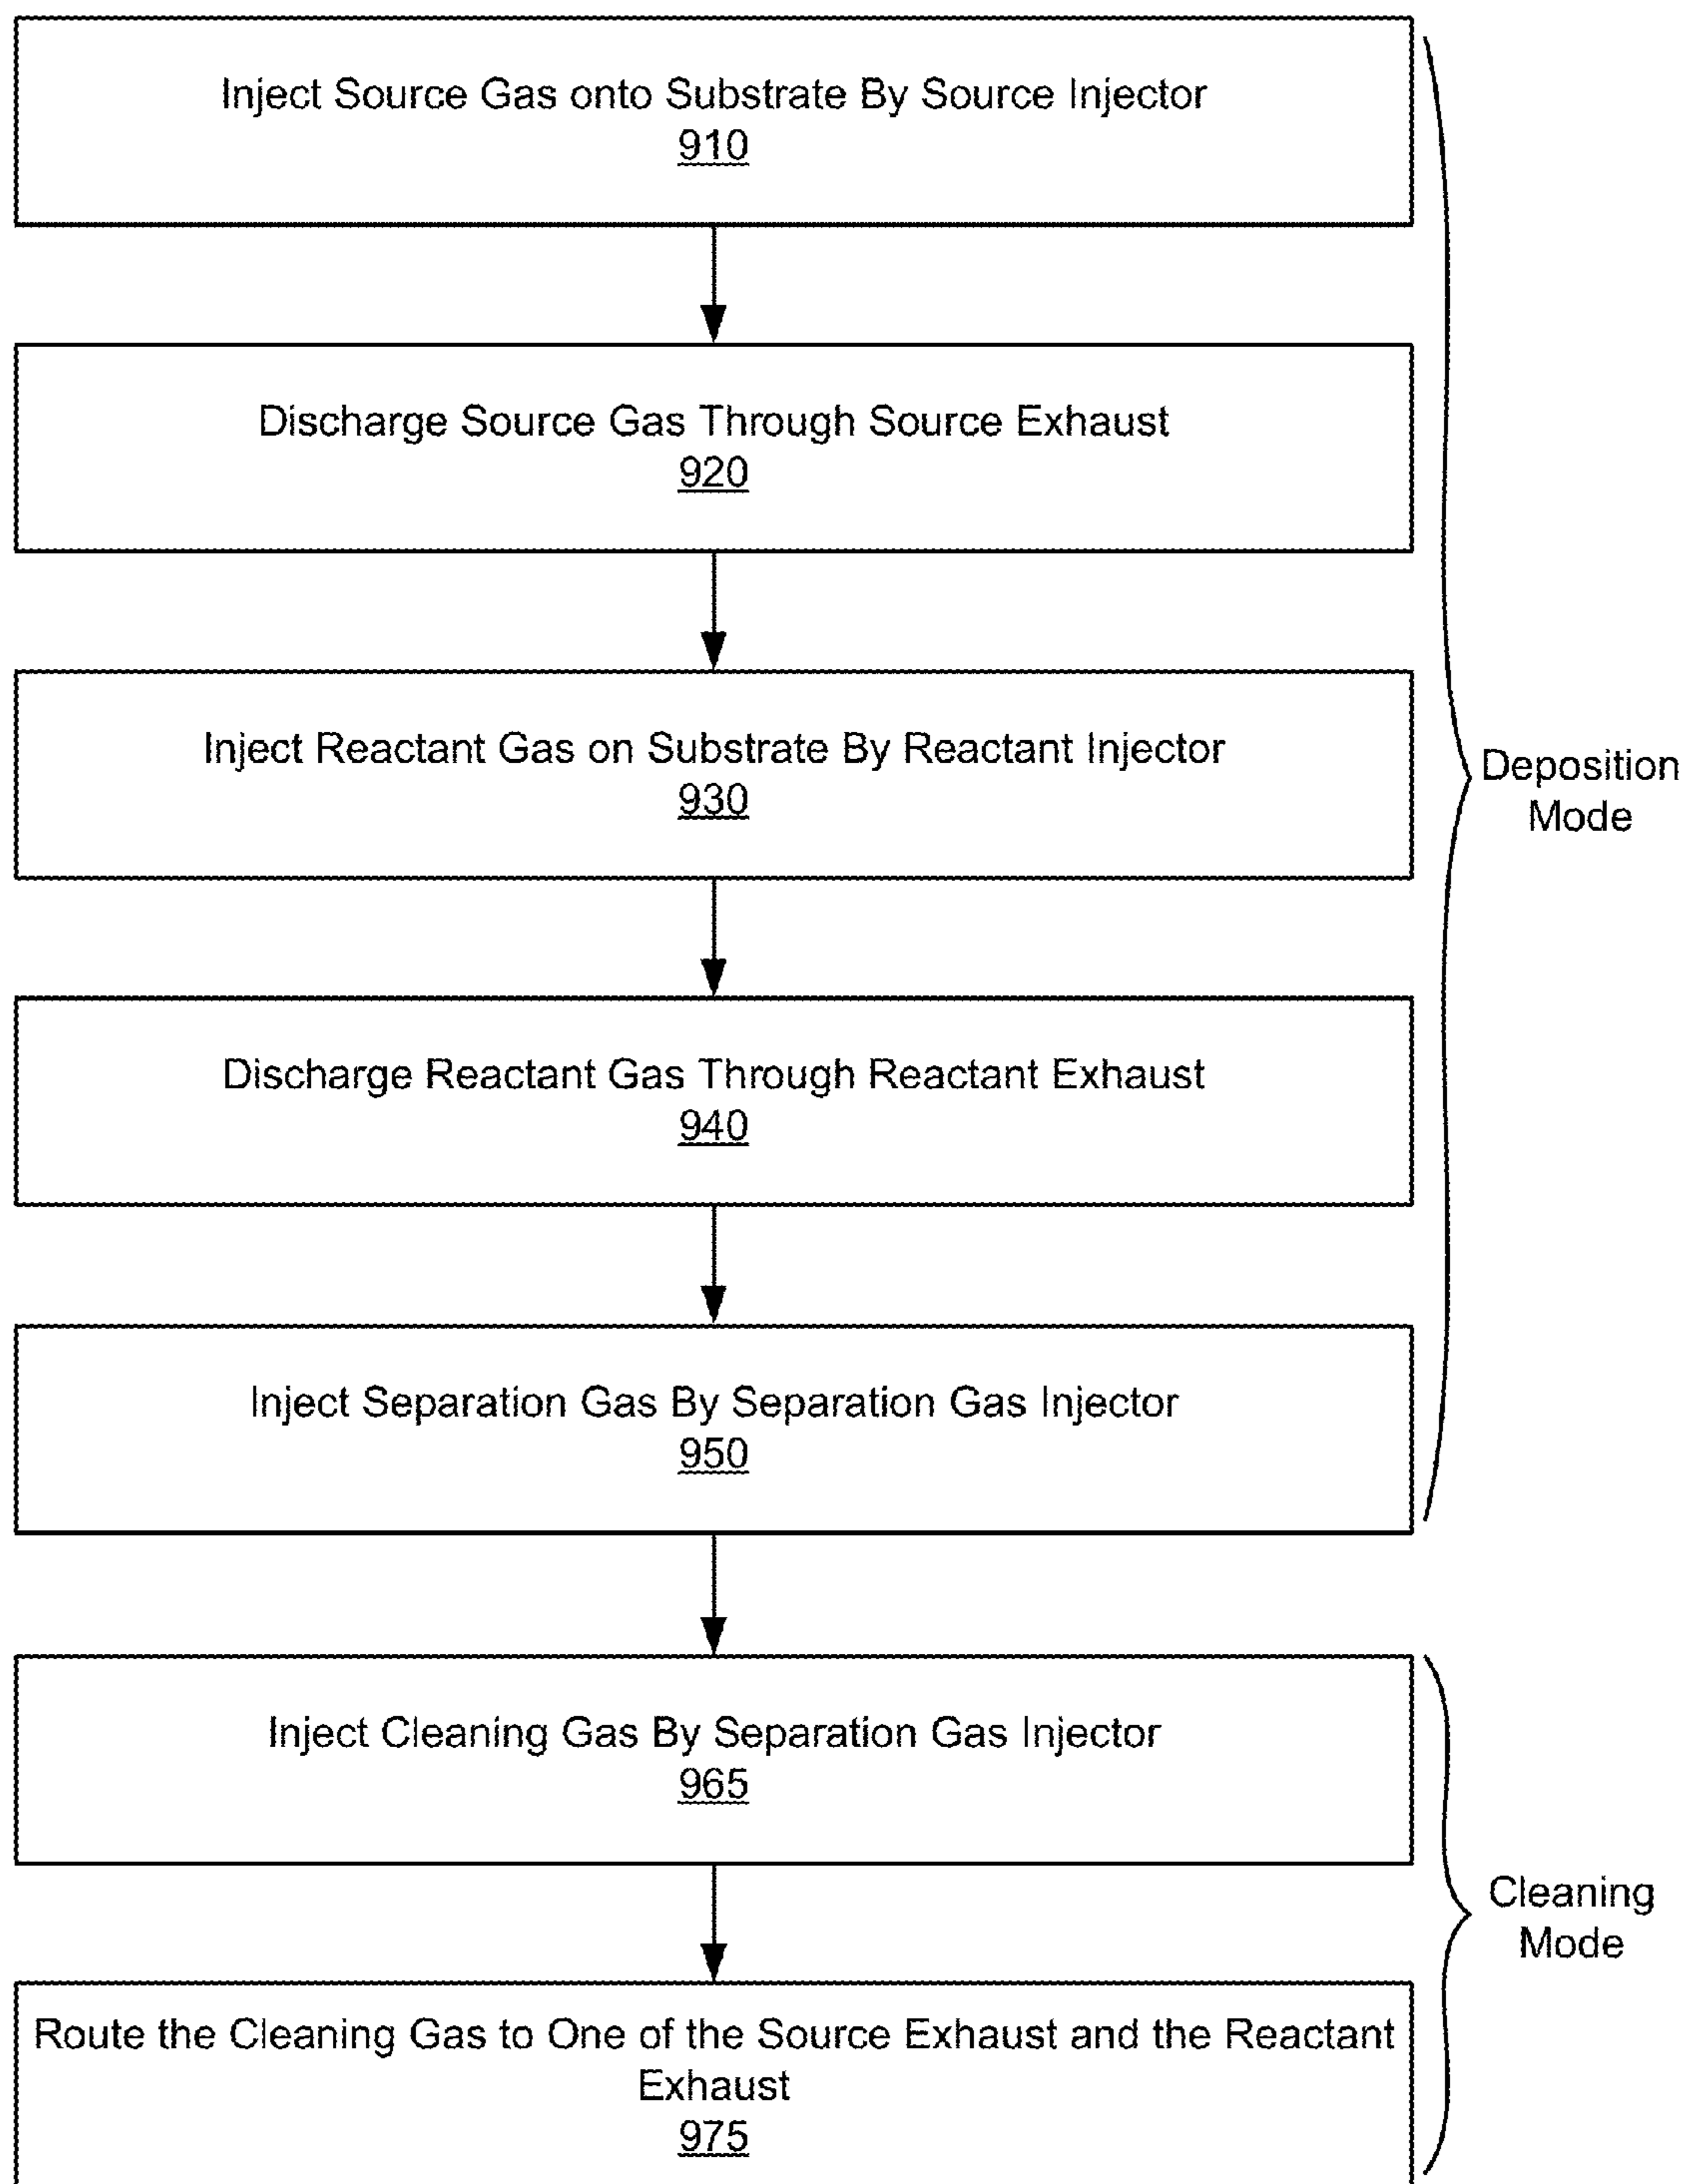 Inject Source Gas onto Substrate By Source Injector
910
Discharge Source Gas Through Source Exhaust
920
Inject Reactant Gas on Substrate By Reactant Injector
930
Discharge Reactant Gas Through Reactant Exhaust
940
Inject Separation Gas By Separation Gas Injector
950
Deposition
Mode
Inject Cleaning Gas By Separation Gas Injector
965
Route the Cleaning Gas to One of the Source Exhaust and the Reactant
Exhaust
975
Cleaning
Mode